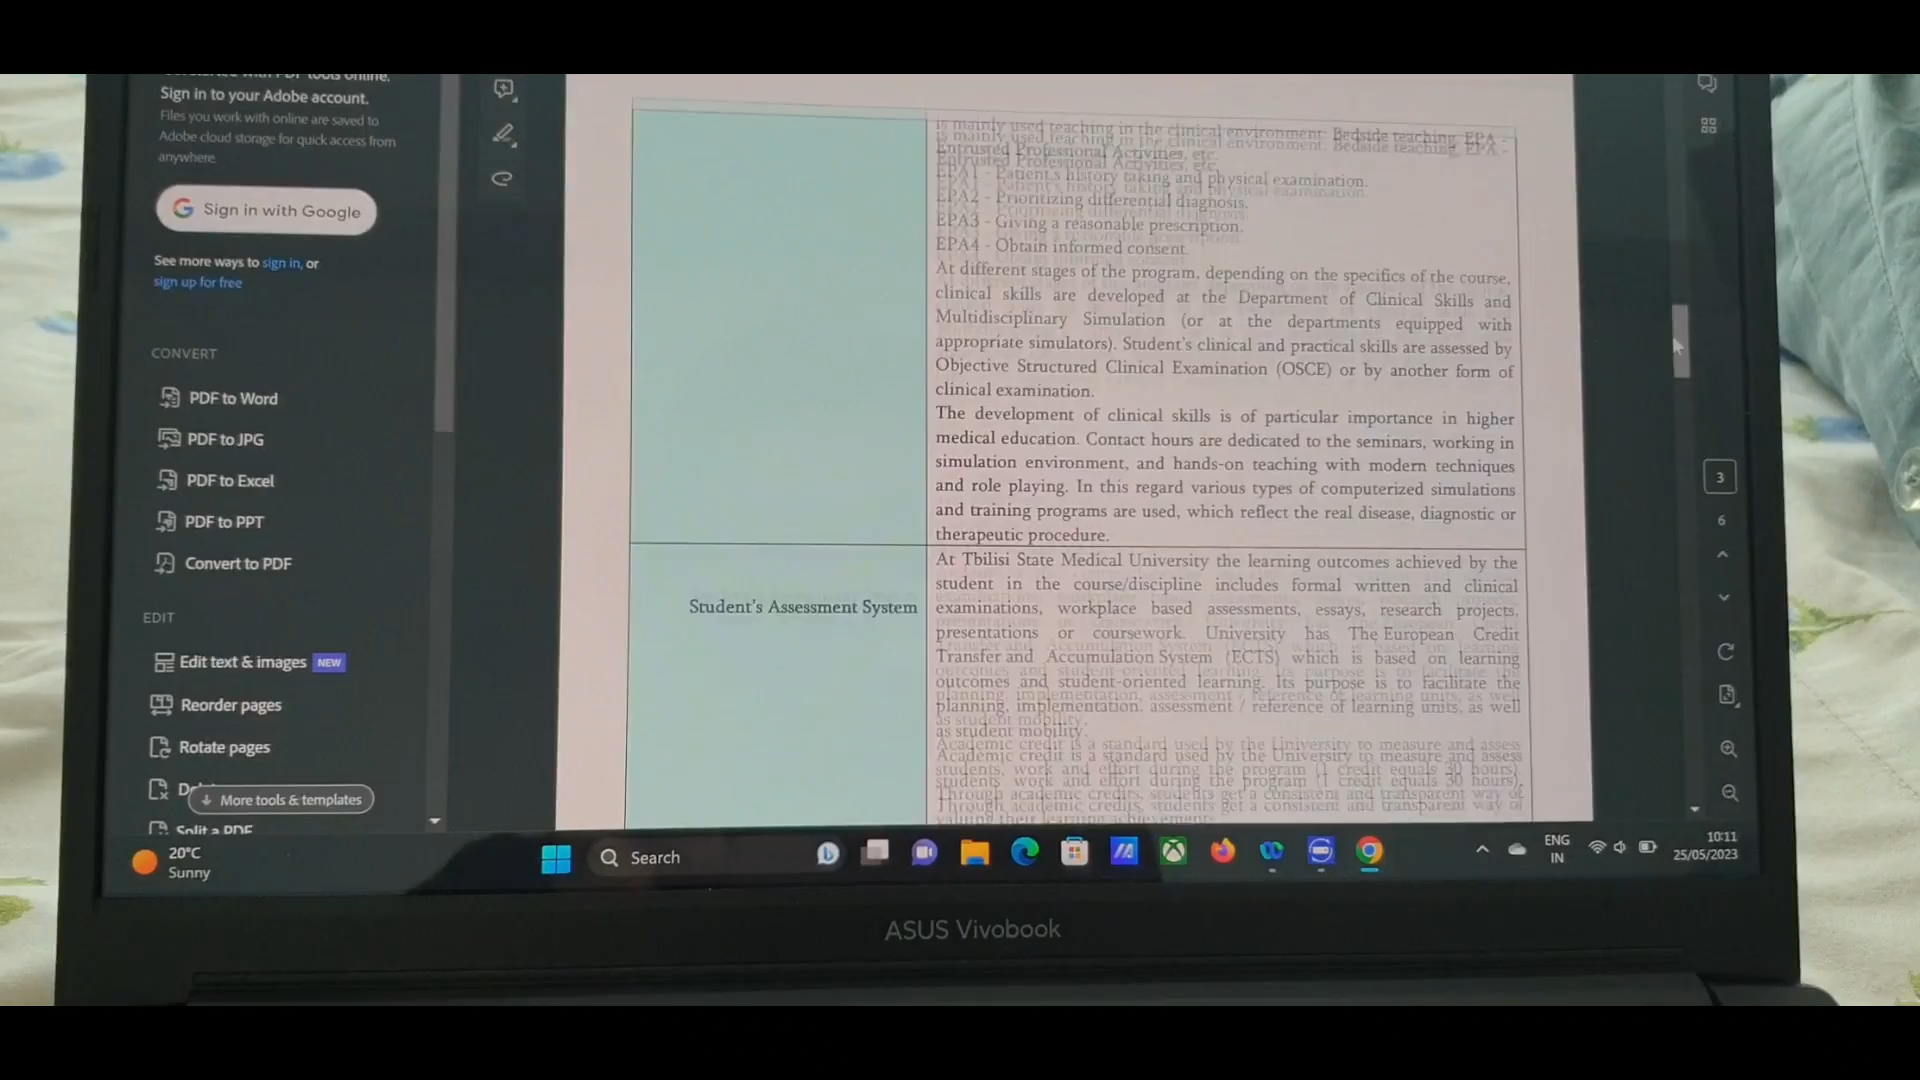 Sign in to your Adobe account.
Files you work with online are saved to
Adobe cloud storage for quick access from
anywhere.
Sign in with Google
See more ways to sign in, or
sign up for free
CONVERT
PDF to Word
PDF to JPG
PDF to Excel
PDF to PPT
Convert to PDF
EDIT
Edit text & images NEW
Reorder pages
Rotate pages
More tools & templates
Split a PDF
is mainly used teaching in the clinical environment: Bedside teaching, EPA -
Entrusted Professional Activities, etc.
EPA1 - Patient's history taking and physical examination.
EPA2 - Prioritizing differential diagnosis.
EPA3 - Giving a reasonable prescription.
EPA4 - Obtain informed consent.
At different stages of the program, depending on the specifics of the course,
clinical skills are developed at the Department of Clinical Skills and
Multidisciplinary Simulation (or at the departments equipped with
appropriate simulators). Student's clinical and practical skills are assessed by
Objective Structured Clinical Examination (OSCE) or by another form of
clinical examination.
The development of clinical skills is of particular importance in higher
medical education. Contact hours are dedicated to the seminars, working in
simulation environment, and hands-on teaching with modern techniques
and role playing. In this regard various types of computerized simulations
and training programs are used, which reflect the real disease, diagnostic or
therapeutic procedure.
Student's Assessment System
At Tbilisi State Medical University the learning outcomes achieved by the
student in the course/discipline includes formal written and clinical
examinations, workplace based assessments, essays, research projects,
presentations or coursework. University has The European Credit
Transfer and Accumulation System (ECTS) which is based on learning
outcomes and student-oriented learning. Its purpose is to facilitate the
planning, implementation, assessment / reference of learning units, as well
as student mobility.
Academic credit is a standard used by the University to measure and assess
students, work and effort during the program (1 credit equals 30 hours).
Through academic credits, students get a consistent and transparent way of
valuing their learning achievements
3
6
20°C
Sunny
Search
ENG
IN
10:11
25/05/2023
ASUS Vivobook